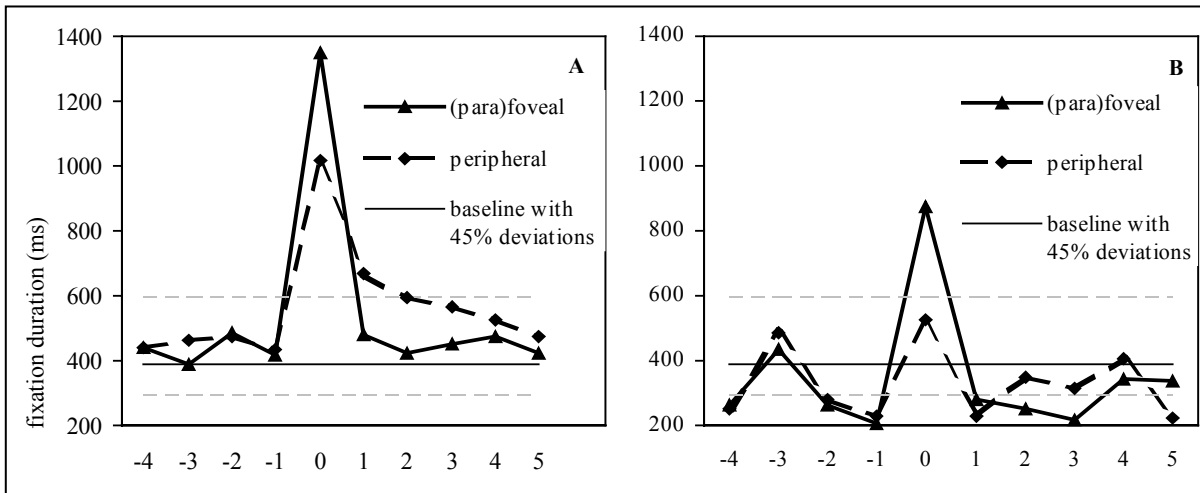 fixation duration (ms)
1400
1200
1000
800
600
400
200
-4 -3 -2 -1 0 1 2 3 4 5
A
(para)foveal
peripheral
baseline with
45% deviations
1400
1200
1000
800
600
400
200
-4 -3 -2 -1 0 1 2 3 4 5
B
(para)foveal
peripheral
baseline with
45% deviations